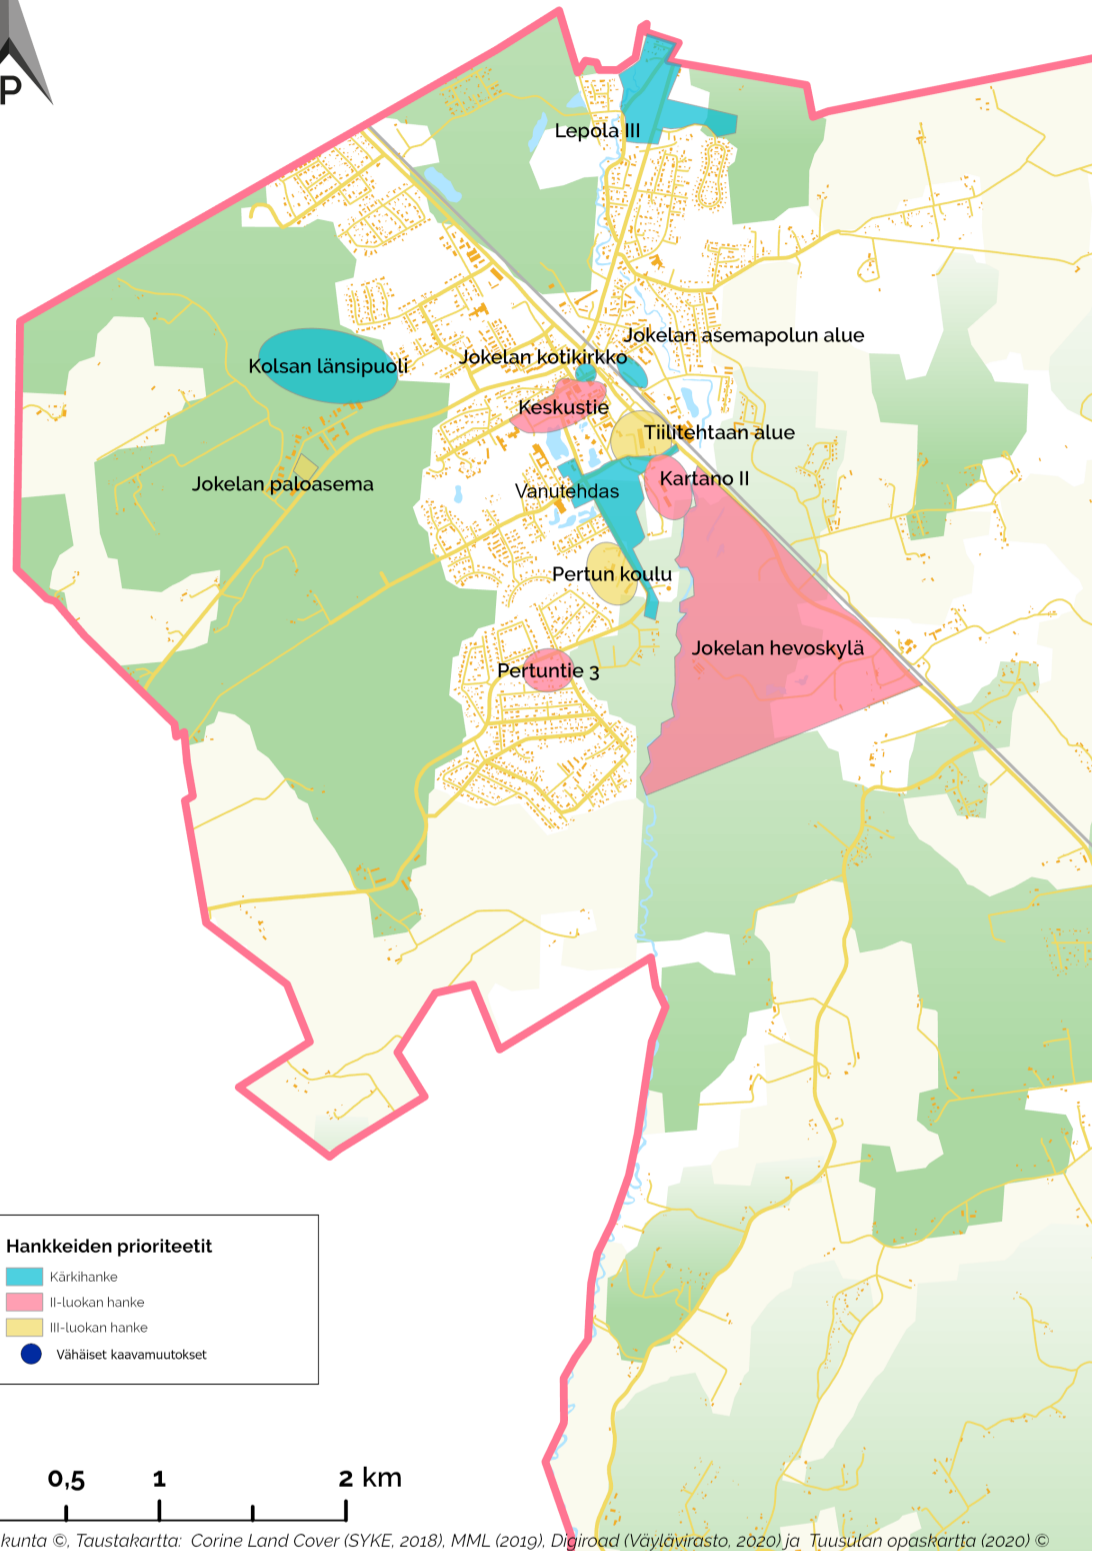 P
Lepola III
Jokelan asemapolun alue
Jokelan kotikirkko
Kolsan länsipuoli
Keskustie
Tiilitehtaan alue
Kartano II
Jokelan paloasema
Vanutehdas
Pertun koulu
Jokelan hevoskylä
Pertuntie 3
Hankkeiden prioriteetit
Kärkihanke
II-luokan hanke
III-luokan hanke
Vähäiset kaavamuutokset
0,5 1 2 km
kunta ©, Taustakartta: Corine Land Cover (SYKE, 2018), MML (2019), Digiroad (Väylävirasto, 2020) ja Tuusulan opaskartta (2020) ©